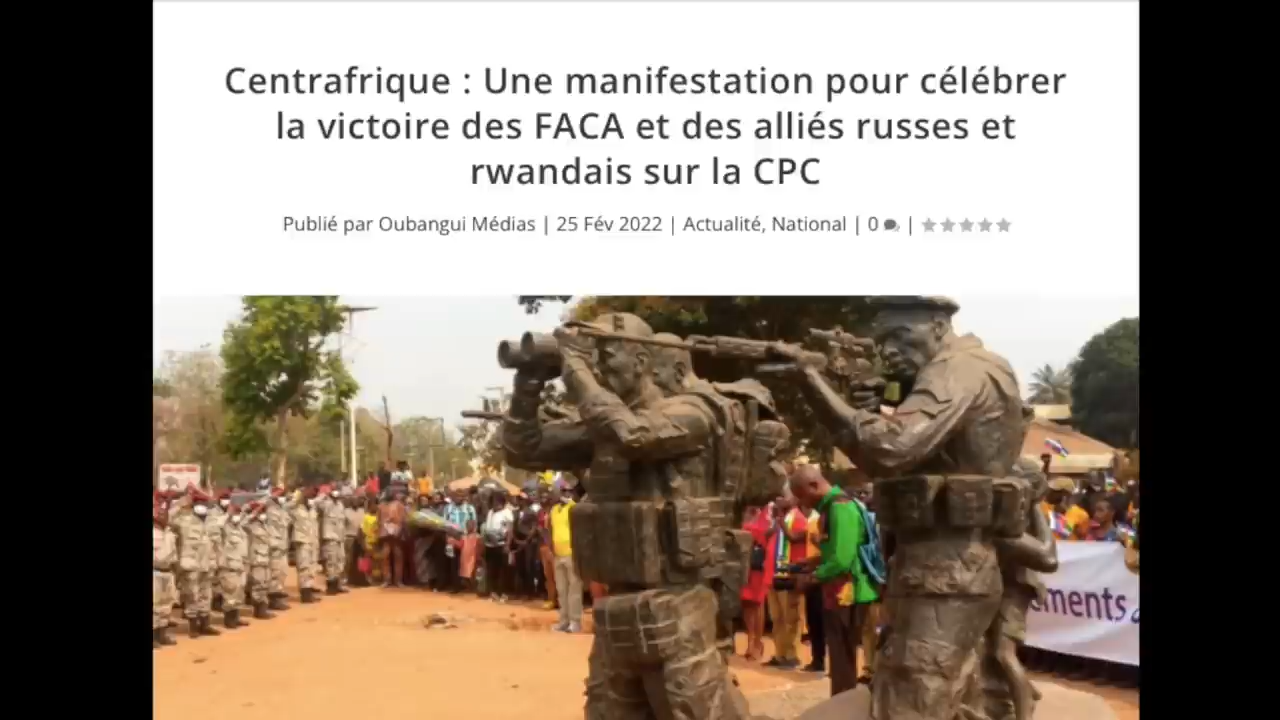 Centrafrique : Une manifestation pour célébrer
la victoire des FACA et des alliés russes et
rwandais sur la CPC
Publié par Oubangui Médias | 25 Fév 2022 | Actualité, National | 0 |
E
ments